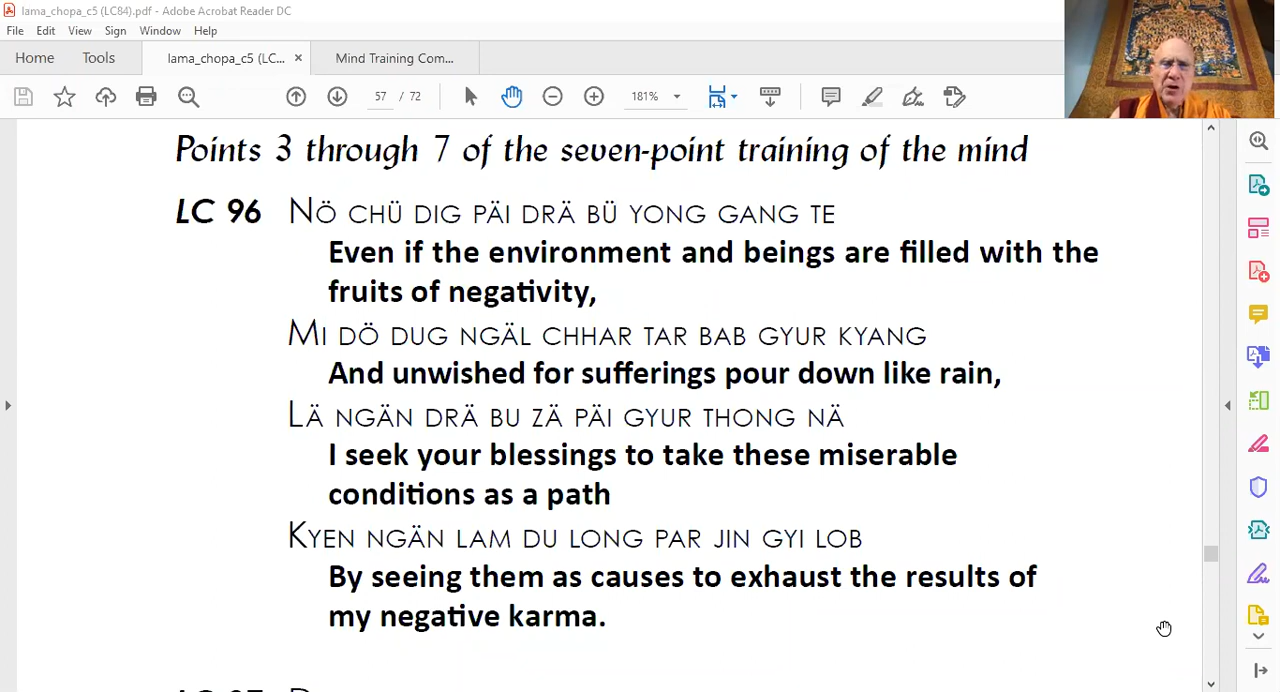 lama_chopa_c5 (LC84).pdf - Adobe Acrobat Reader DC
File Edit View Sign Window Help
Home Tools lama_chopa_c5 (LC... × Mind Training Com...
57 / 72 181%
Points 3 through 7 of the seven-point training of the mind
LC 96 NÖ CHÜ DIG PÄI DRÄ BÜ YONG GANG TE
Even if the environment and beings are filled with the
fruits of negativity,
MI DÖ DUG NGÄL CHHAR TAR BAB GYUR KYANG
And unwished for sufferings pour down like rain,
LÄ NGÄN DRÄ BU ZÄ PÄI GYUR THONG NÄ
I seek your blessings to take these miserable
conditions as a path
KYEN NGÄN LAM DU LONG PAR JIN GYI LOB
By seeing them as causes to exhaust the results of
my negative karma.